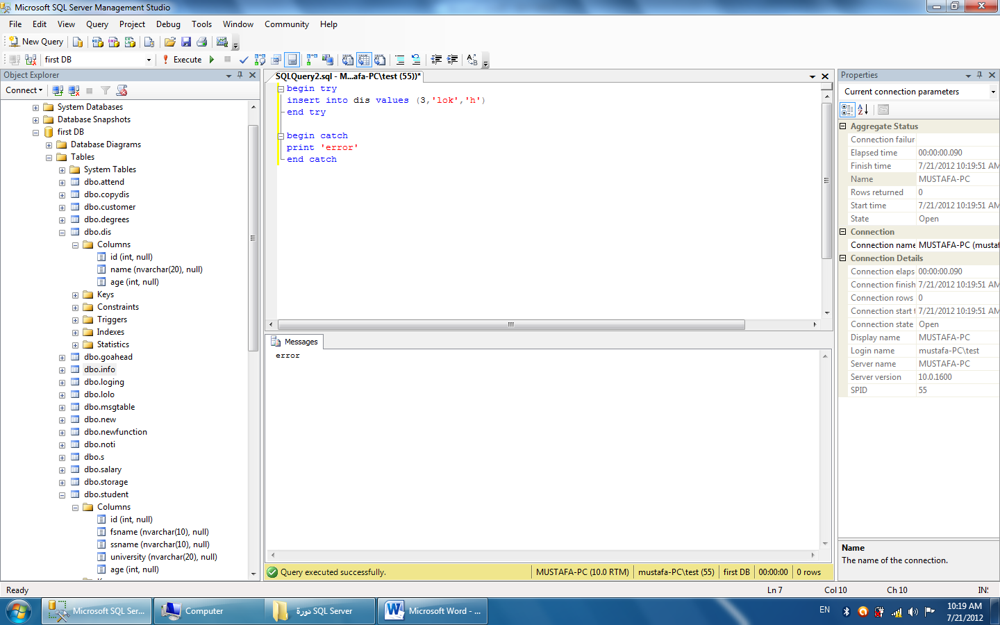 Microsoft SQL Server Management Studio
File Edit View Query Project Debug Tools Window Community Help
New Query
first DB Execute
Object Explorer
Connect
System Databases
Database Snapshots
first DB
Database Diagrams
Tables
System Tables
dbo.attend
dbo.copydis
dbo.customer
dbo.degrees
dbo.dis
Columns
id (int, null)
name (nvarchar(20), null)
age (int, null)
Keys
Constraints
Triggers
Indexes
Statistics
dbo.goahead
dbo.info
dbo.loging
dbo.lolo
dbo.msgtable
dbo.new
dbo.newfunction
dbo.noti
dbo.s
dbo.salary
dbo.storage
dbo.student
Columns
id (int, null)
fsname (nvarchar(10), null)
ssname (nvarchar(10), null)
university (nvarchar(20), null)
age (int, null)
SQLQuery2.sql - M...afa-PC\test (55))*
begin try
insert into dis values (3,'lok','h')
end try
begin catch
print 'error'
end catch
Messages
error
Query executed successfully. MUSTAFA-PC (10.0 RTM) mustafa-PC\test (55) first DB 00:00:00 0 rows
Properties
Current connection parameters
Aggregate Status
Connection failur
Elapsed time 00:00:00.090
Finish time 7/21/2012 10:19:51 AM
Name MUSTAFA-PC
Rows returned 0
Start time 7/21/2012 10:19:51 AM
State Open
Connection
Connection name MUSTAFA-PC (mustaf
Connection Details
Connection elaps 00:00:00.090
Connection finish 7/21/2012 10:19:51 AM
Connection rows 0
Connection start t 7/21/2012 10:19:51 AM
Connection state Open
Display name MUSTAFA-PC
Login name mustafa-PC\test
Server name MUSTAFA-PC
Server version 10.0.1600
SPID 55
Name
The name of the connection.
Ready Ln 7 Col 10 Ch 10 INS
Microsoft SQL Ser... Computer دورة SQL Server Microsoft Word - ... EN 10:19 AM
7/21/2012